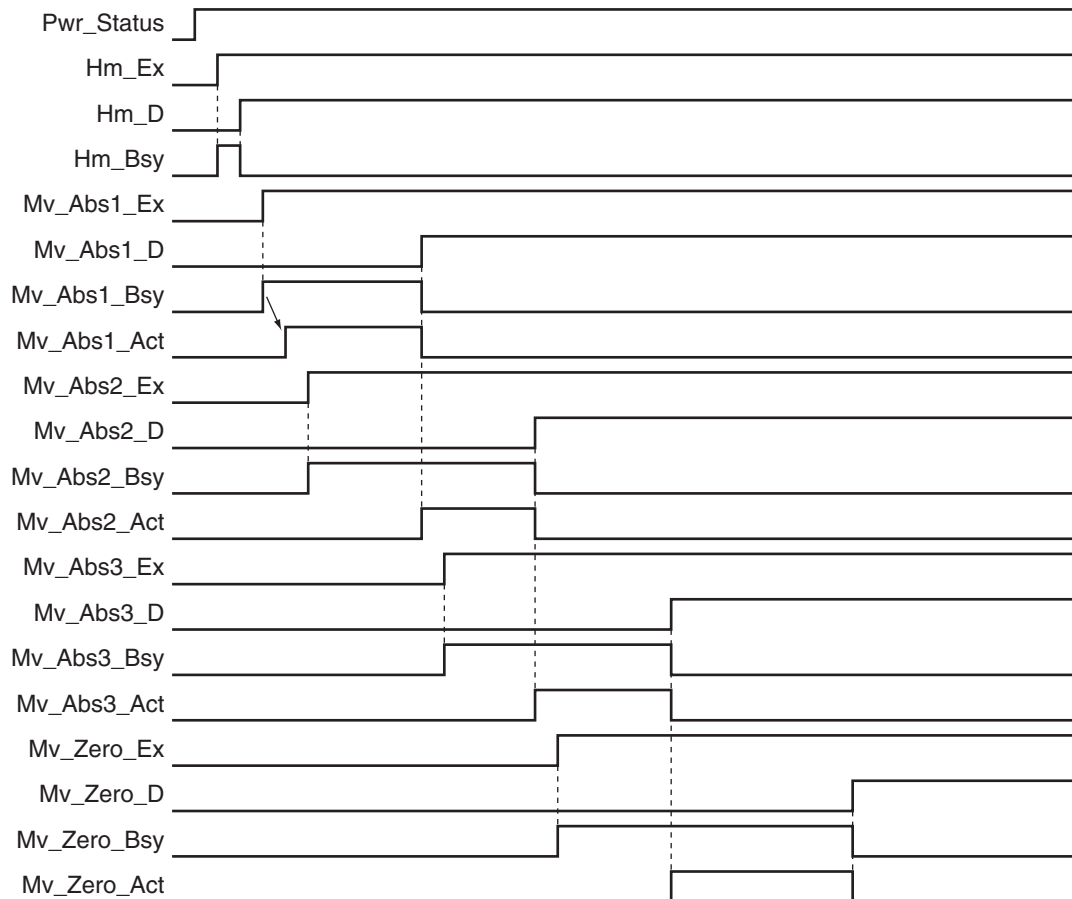 Pwr_Status
Hm_Ex
Hm_D
Hm_Bsy
Mv_Abs1_Ex
Mv_Abs1_D
Mv_Abs1_Bsy
Mv_Abs1_Act
Mv_Abs2_Ex
Mv_Abs2_D
Mv_Abs2_Bsy
Mv_Abs2_Act
Mv_Abs3_Ex
Mv_Abs3_D
Mv_Abs3_Bsy
Mv_Abs3_Act
Mv_Zero_Ex
Mv_Zero_D
Mv_Zero_Bsy
Mv_Zero_Act